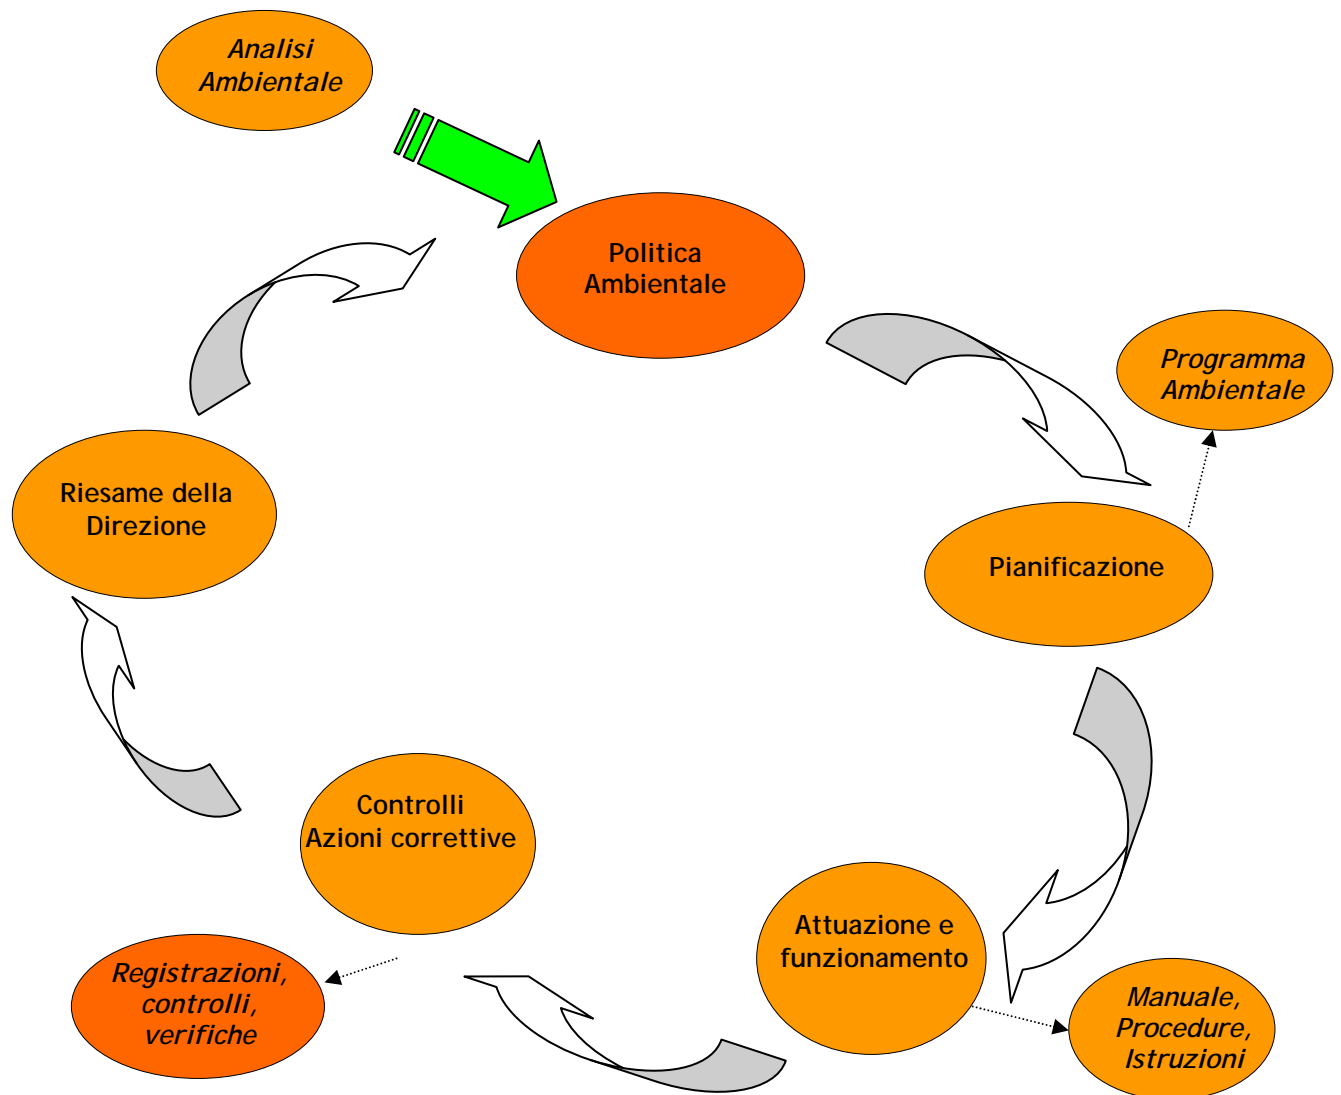 Analisi
Ambientale
Politica
Ambientale
Programma
Ambientale
Riesame della
Direzione
Pianificazione
Controlli
Azioni correttive
Attuazione e
funzionamento
Registrazioni,
controlli,
verifiche
Manuale,
Procedure,
Istruzioni